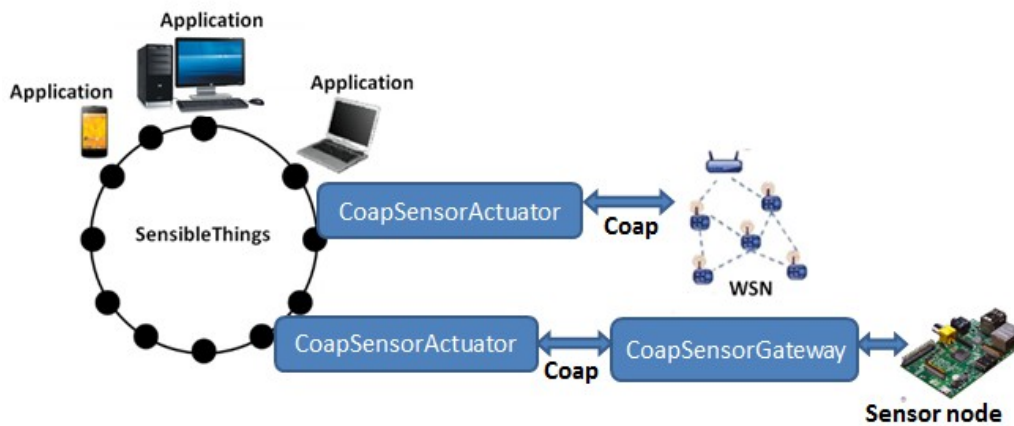 Application
Application
Application
SensibleThings
CoapSensorActuator
Coap
WSN
CoapSensorActuator
Coap
CoapSensorGateway
Sensor node